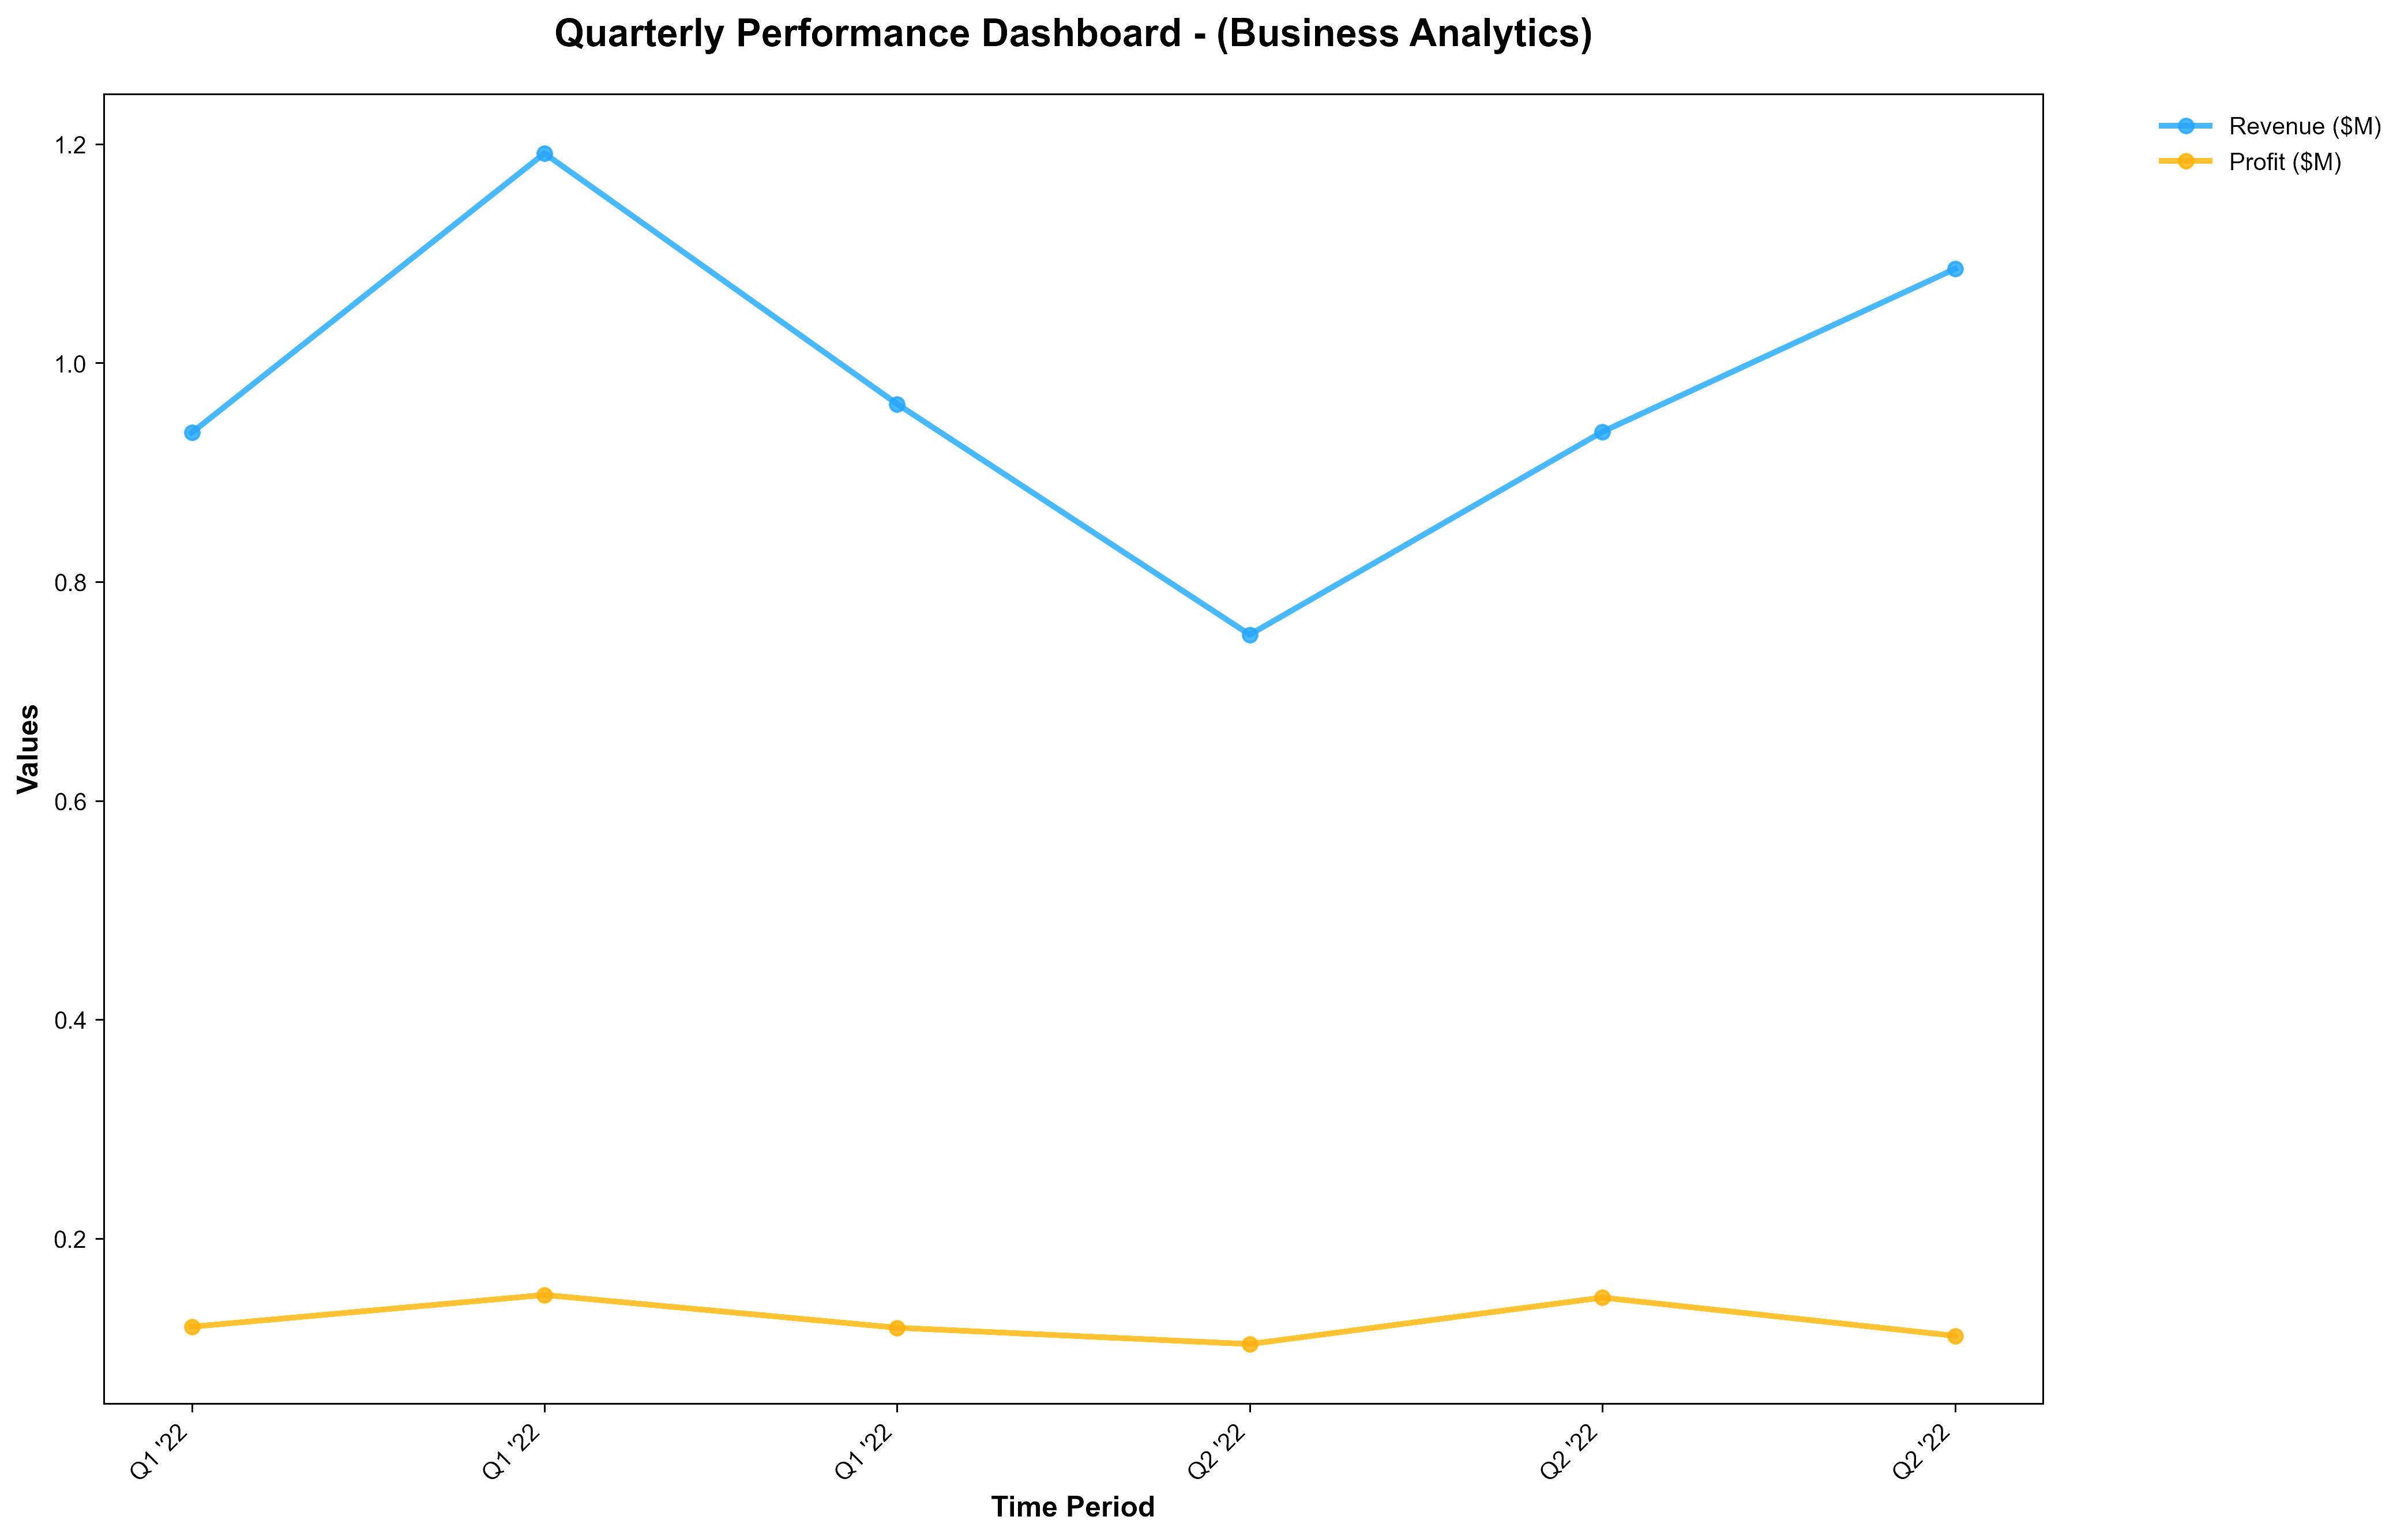 Quarterly Performance Dashboard - (Business Analytics)
Revenue ($M)
Profit ($M)
Values
1.2
1.0
0.8
0.6
0.4
0.2
Q1 '22
Q1 '22
Q1 '22
Q2 '22
Q2 '22
Q2 '22
Time Period